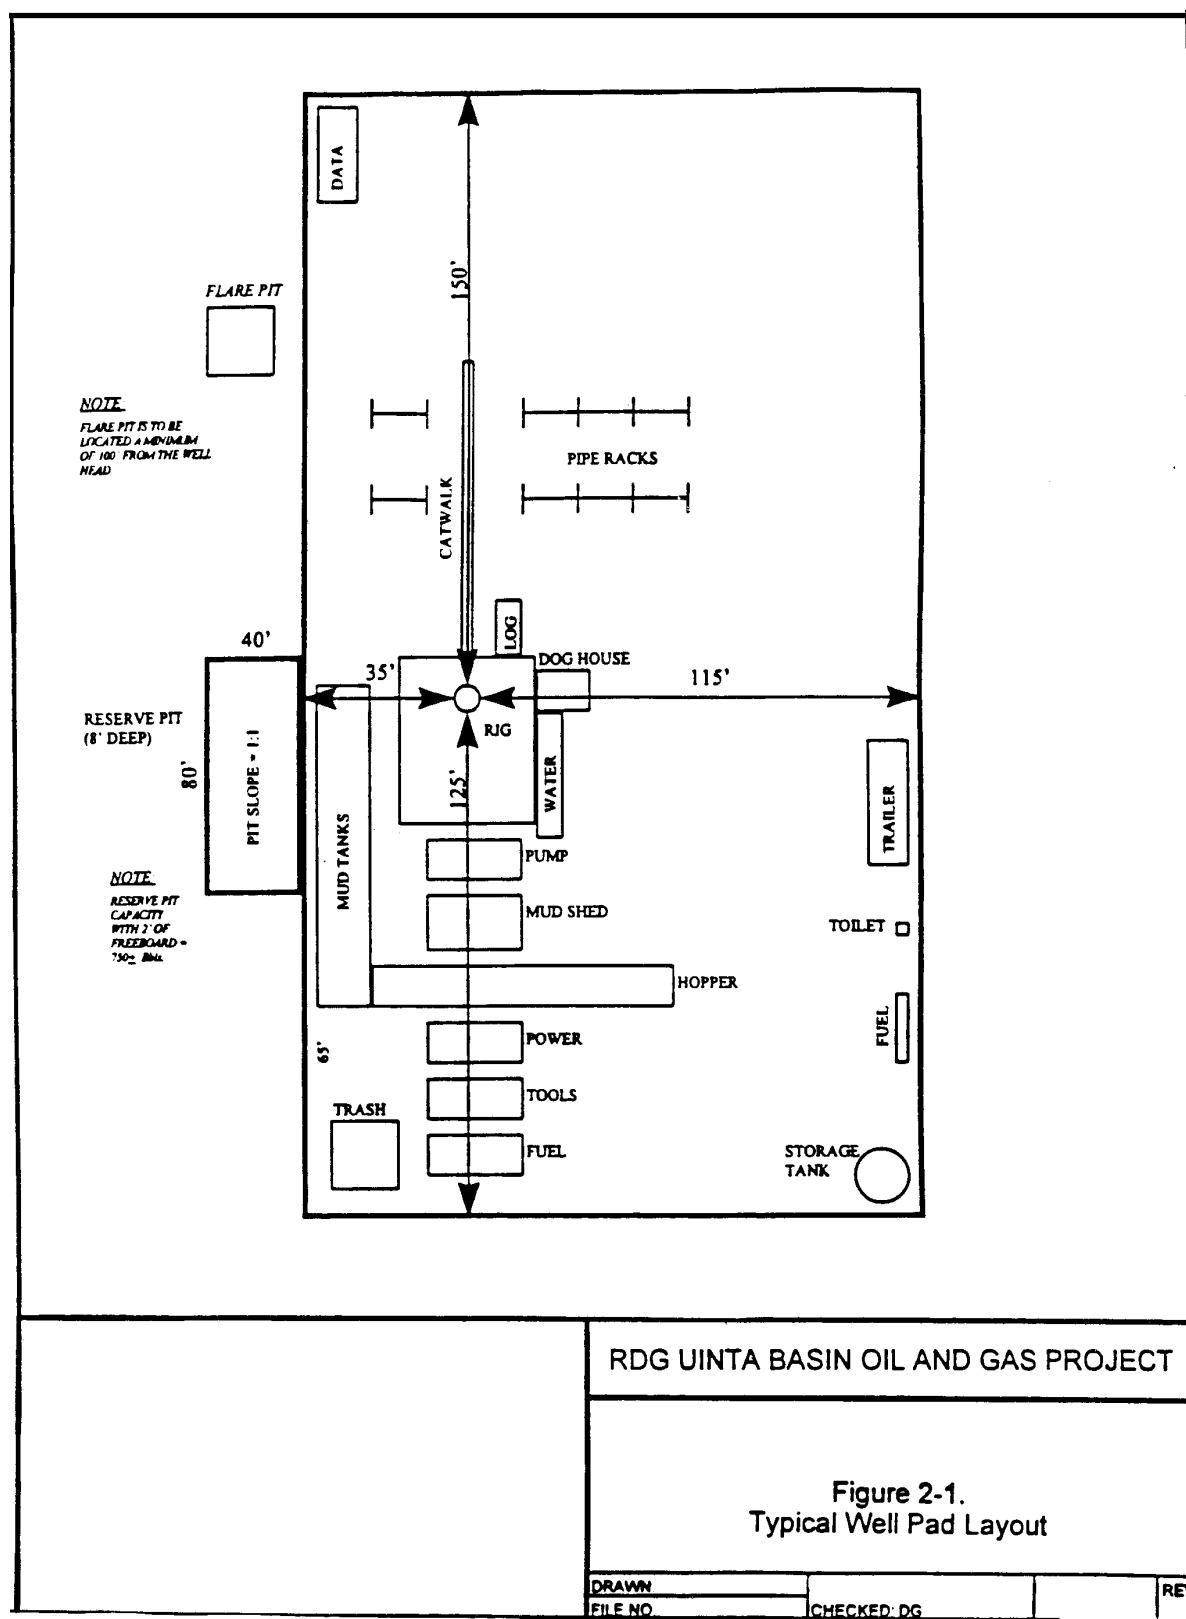 DATA
150'
FLARE PIT
NOTE
FLARE PIT IS TO BE
LOCATED A MINIMUM
OF 100' FROM THE WELL
HEAD
PIPE RACKS
CATWALK
LOG
40'
DOG HOUSE
35'
115'
RESERVE PIT
(8' DEEP)
RIG
80'
PIT SLOPE = 1:1
125'
WATER
TRAILER
MUD TANKS
PUMP
NOTE
RESERVE PIT
CAPACITY
WITH 2' OF
FREEBOARD =
750± Bbls.
MUD SHED
TOILET
HOPPER
FUEL
65'
POWER
TOOLS
TRASH
FUEL
STORAGE
TANK
RDG UINTA BASIN OIL AND GAS PROJECT
Figure 2-1.
Typical Well Pad Layout
DRAWN
FILE NO.
CHECKED: DG